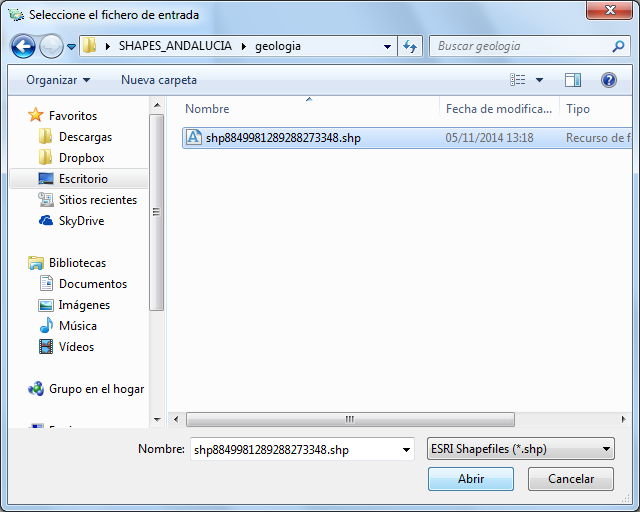 Seleccione el fichero de entrada
SHAPES_ANDALUCIA geologia Buscar geologia
Organizar Nueva carpeta
Nombre Fecha de modifica... Tipo
shp8849981289288273348.shp 05/11/2014 13:18 Recurso de f
Favoritos
Descargas
Dropbox
Escritorio
Sitios recientes
SkyDrive
Bibliotecas
Documentos
Imágenes
Música
Vídeos
Grupo en el hogar
Nombre: shp8849981289288273348.shp ESRI Shapefiles (*.shp)
Abrir Cancelar